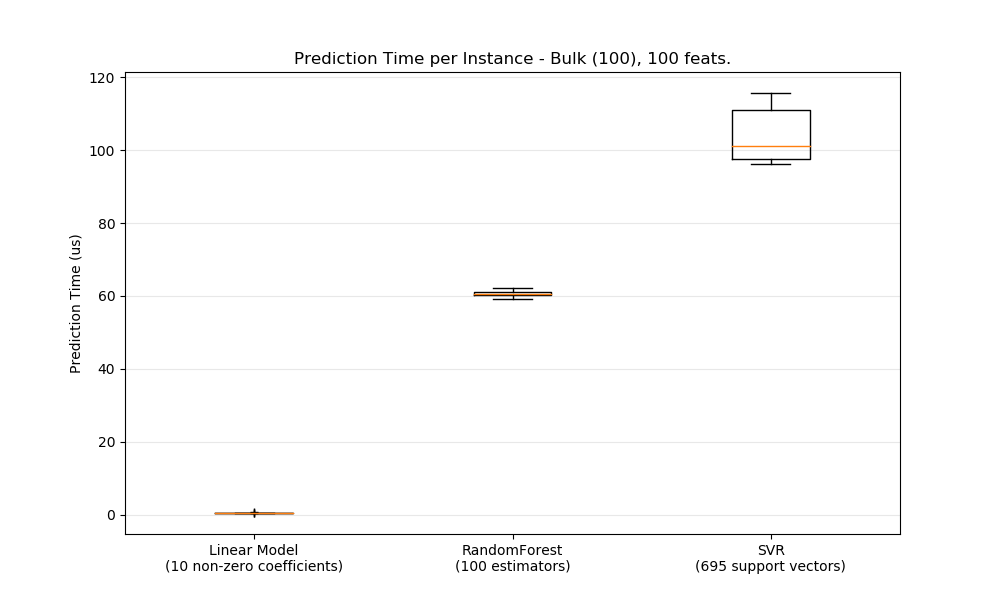 Prediction Time per Instance - Bulk (100), 100 feats.
120
100
80
60
40
20
0
Prediction Time (us)
Linear Model
(10 non-zero coefficients)
RandomForest
(100 estimators)
SVR
(695 support vectors)